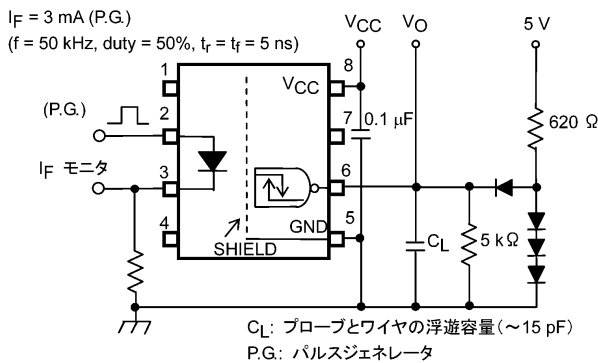 IF = 3 mA (P.G.)
(f = 50 kHz, duty = 50%, tr = tf = 5 ns)
VCC
VO
5 V
1
8
VCC
(P.G.)
2
7
0.1 μF
620 Ω
IF モニタ
3
6
4
GND
5
SHIELD
CL
5 kΩ
CL: プローブとワイヤの浮遊容量(~15 pF)
P.G.: パルスジェネレータ